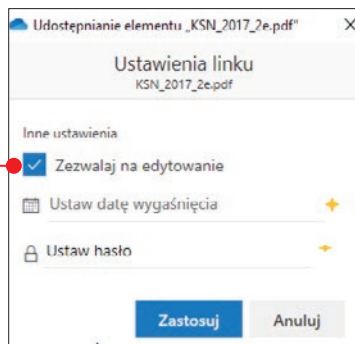 Udostępnianie elementu „KSN_2017_2e.pdf"
Ustawienia linku
KSN_2017_2e.pdf
Inne ustawienia
Zezwalaj na edytowanie
Ustaw datę wygaśnięcia
Ustaw hasło
Zastosuj Anuluj